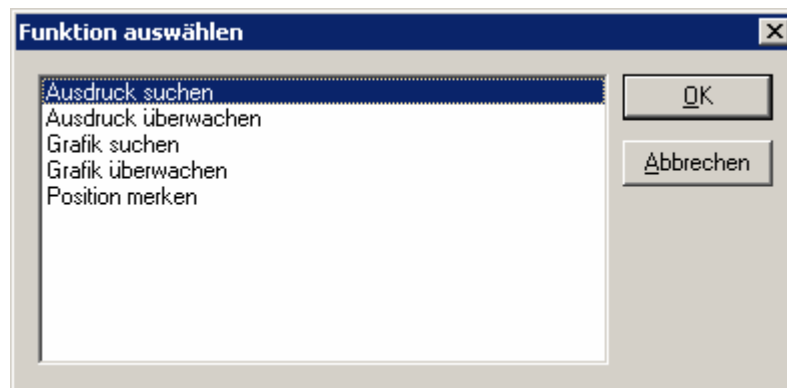 Funktion auswählen
Ausdruck suchen
Ausdruck überwachen
Grafik suchen
Grafik überwachen
Position merken
OK
Abbrechen